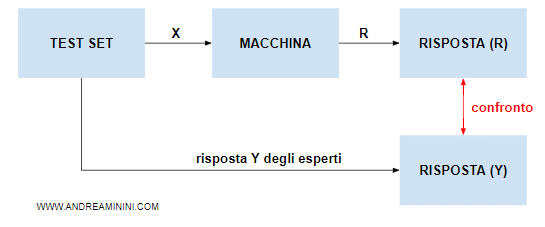 TEST SET
X
MACCHINA
R
RISPOSTA (R)
confronto
risposta Y degli esperti
RISPOSTA (Y)
WWW.ANDREAMININI.COM